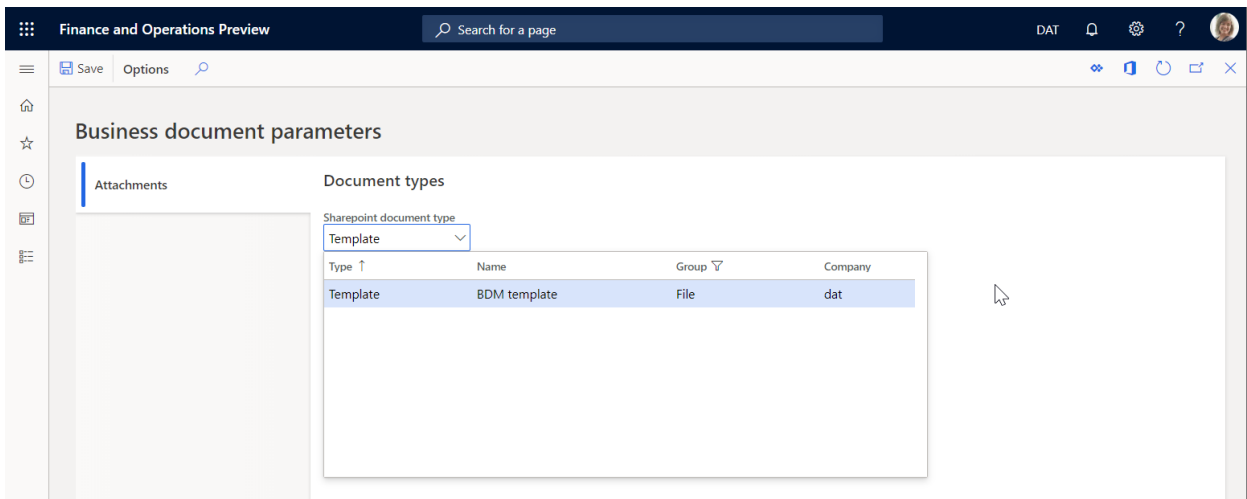 Finance and Operations Preview
Search for a page
DAT
?
Save Options
Business document parameters
Attachments
Document types
Sharepoint document type
Template
Type Name Group Company
Template BDM template File dat